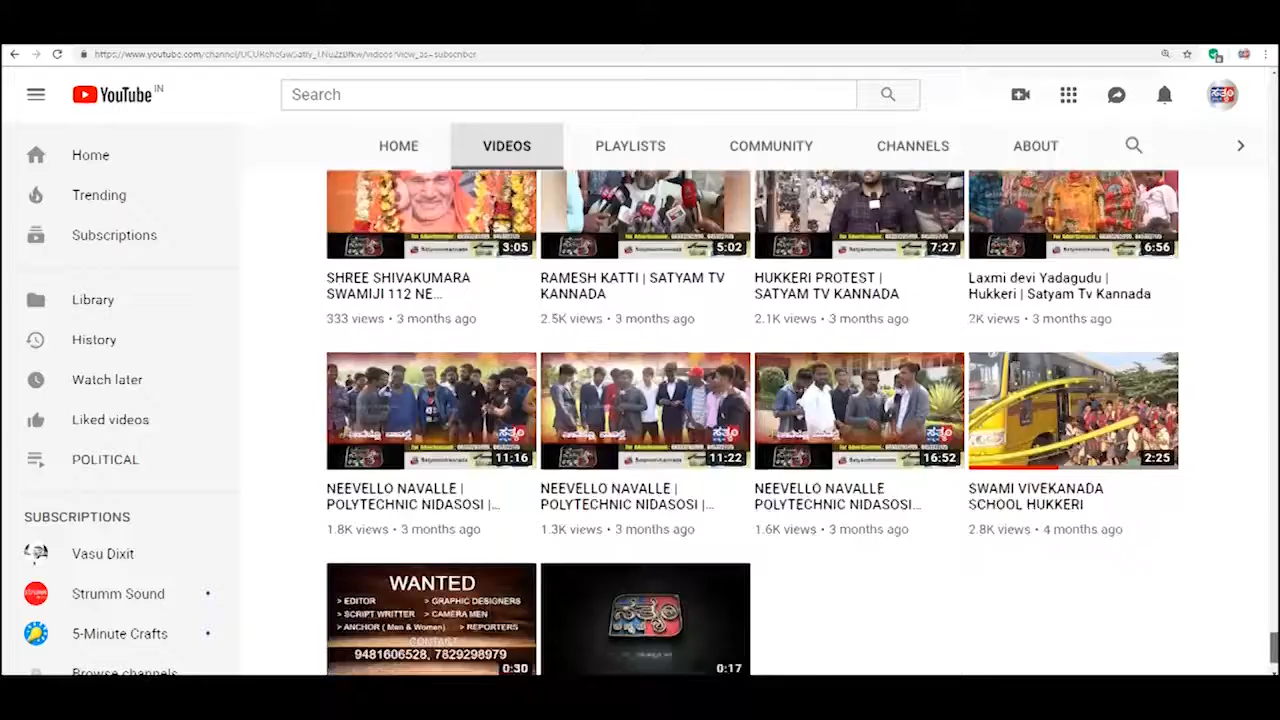 YouTube IN
Search
HOME
VIDEOS
PLAYLISTS
COMMUNITY
CHANNELS
ABOUT
Home
Trending
Subscriptions
Library
History
Watch later
Liked videos
POLITICAL
SUBSCRIPTIONS
Vasu Dixit
Strumm Sound
5-Minute Crafts
Browse channels
3:05
5:02
7:27
6:56
SHREE SHIVAKUMARA
SWAMIJI 112 NE...
333 views • 3 months ago
RAMESH KATTI | SATYAM TV
KANNADA
2.5K views • 3 months ago
HUKKERI PROTEST |
SATYAM TV KANNADA
2.1K views • 3 months ago
Laxmi devi Yadagudu |
Hukkeri | Satyam Tv Kannada
2K views • 3 months ago
11:16
11:22
16:52
2:25
NEEVELLO NAVALLE |
POLYTECHNIC NIDASOSI |...
1.8K views • 3 months ago
NEEVELLO NAVALLE |
POLYTECHNIC NIDASOSI |...
1.3K views • 3 months ago
NEEVELLO NAVALLE
POLYTECHNIC NIDASOSI...
1.6K views • 3 months ago
SWAMI VIVEKANADA
SCHOOL HUKKERI
2.8K views • 4 months ago
WANTED
> EDITOR > GRAPHIC DESIGNERS
> SCRIPT WRITTER > CAMERA MEN
> ANCHOR ( Men & Women) > REPORTERS
CONTACT
9481606528, 7829298979
0:30
ಸತ್ಯಂ
0:17